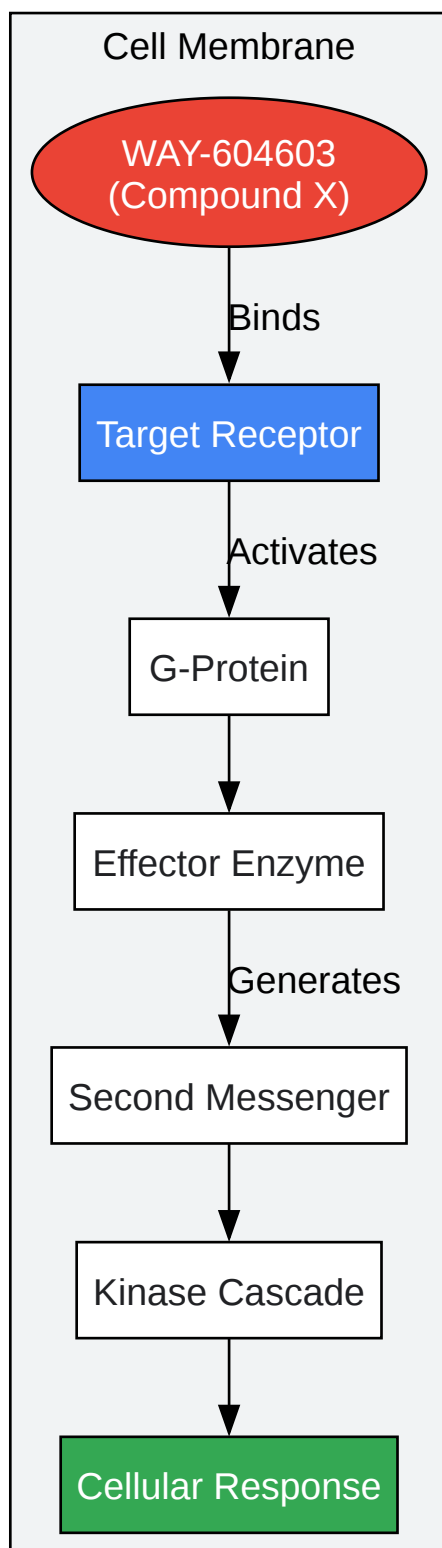 Cell Membrane
WAY-604603
(Compound X)
Binds
Target Receptor
Activates
G-Protein
Effector Enzyme
Generates
Second Messenger
Kinase Cascade
Cellular Response